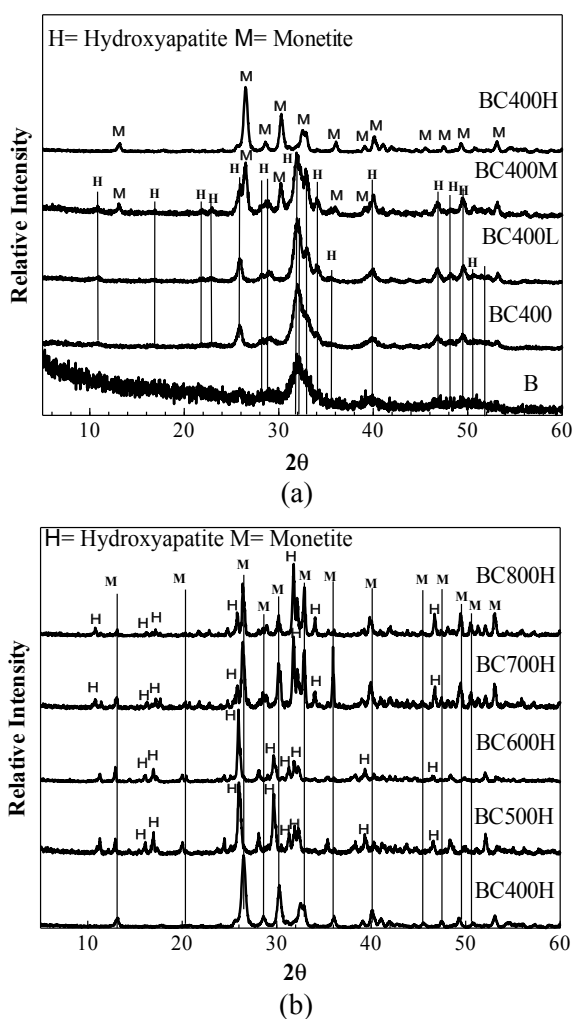 H= Hydroxyapatite M= Monetite
M
M
M
M
M
BC400H
M
M
M
M
M
M
M
BC400M
H
M
H
H
H
H
M
H
M
H
H
M
M
H
H
H
H
BC400L
H
H
BC400
B
Relative Intensity
10
20
30
40
50
60
2θ
(a)
H= Hydroxyapatite M= Monetite
M
M
M
M
M
M
M
M
M
M
M
M
M
H
BC800H
H
H
H
H
H
H
BC700H
H
H
H
H
H
H
BC600H
H
H
H
H
H
H
H
H
BC500H
H
H
H
H
H
H
H
H
BC400H
Relative Intensity
10
20
30
40
50
60
2θ
(b)